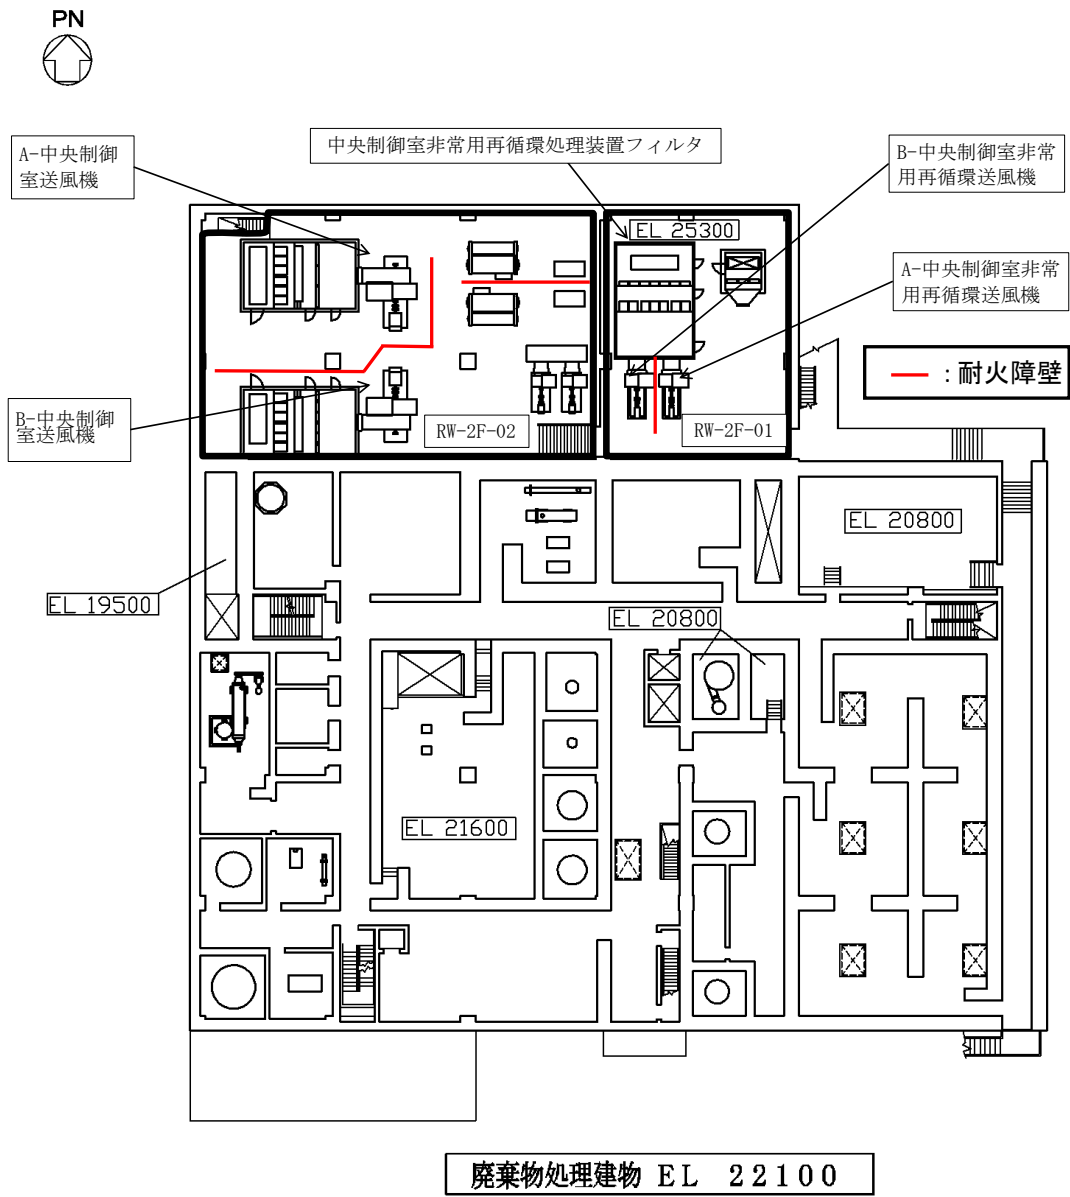 PN
A-中央制御
室送風機
中央制御室非常用再循環処理装置フィルタ
B-中央制御室非常
用再循環送風機
EL 25300
A-中央制御室非常
用再循環送風機
：耐火障壁
B-中央制御
室送風機
RW-2F-02
RW-2F-01
EL 20800
EL 19500
EL 20800
EL 21600
廃棄物処理建物 EL 22100